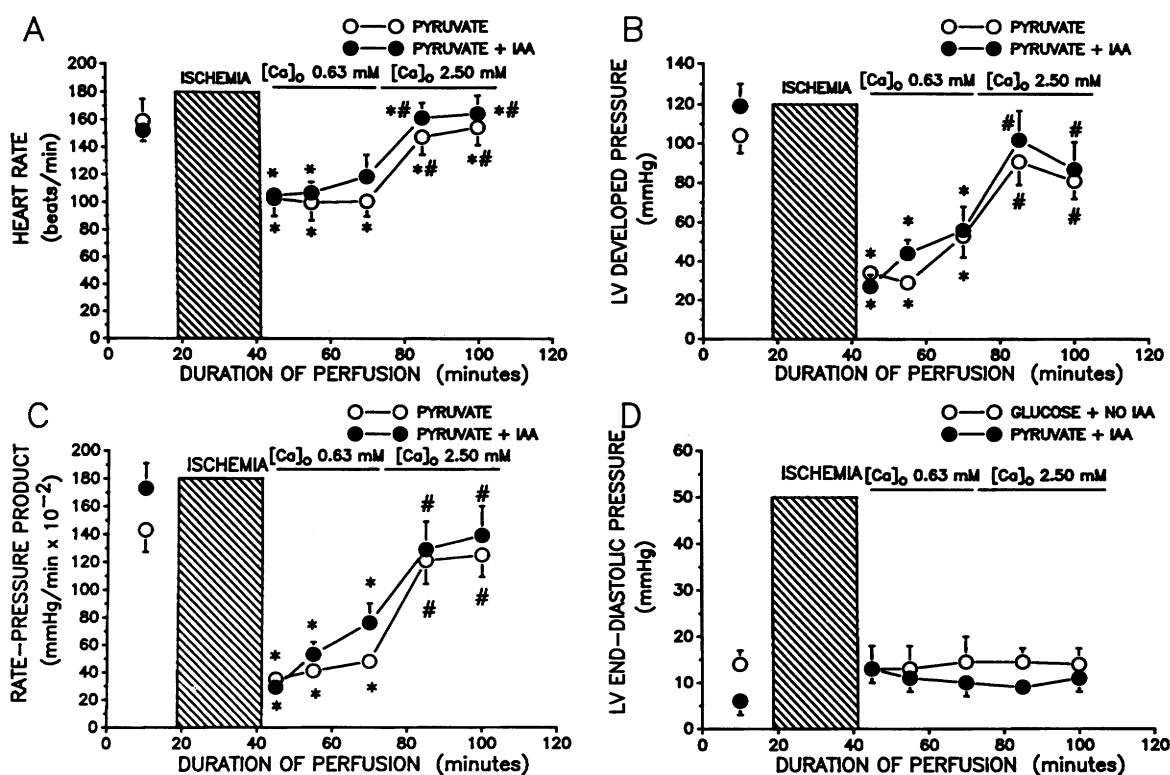 A
PYRUVATE
PYRUVATE + IAA
ISCHEMIA
[Ca]o 0.63 mM
[Ca]o 2.50 mM
HEART RATE
(beats/min)
200
180
160
140
120
100
80
60
40
20
0
* * * * * *# *# *# *#
0 20 40 60 80 100 120
DURATION OF PERFUSION (minutes)
B
PYRUVATE
PYRUVATE + IAA
ISCHEMIA
[Ca]o 0.63 mM
[Ca]o 2.50 mM
LV DEVELOPED PRESSURE
(mmHg)
140
120
100
80
60
40
20
0
* * * * * * # # # #
0 20 40 60 80 100 120
DURATION OF PERFUSION (minutes)
C
PYRUVATE
PYRUVATE + IAA
ISCHEMIA
[Ca]o 0.63 mM
[Ca]o 2.50 mM
RATE-PRESSURE PRODUCT
(mmHg/min x 10⁻²)
200
180
160
140
120
100
80
60
40
20
0
* * * * * * # # # #
0 20 40 60 80 100 120
DURATION OF PERFUSION (minutes)
D
GLUCOSE + NO IAA
PYRUVATE + IAA
ISCHEMIA
[Ca]o 0.63 mM
[Ca]o 2.50 mM
LV END-DIASTOLIC PRESSURE
(mmHg)
60
50
40
30
20
10
0
0 20 40 60 80 100 120
DURATION OF PERFUSION (minutes)